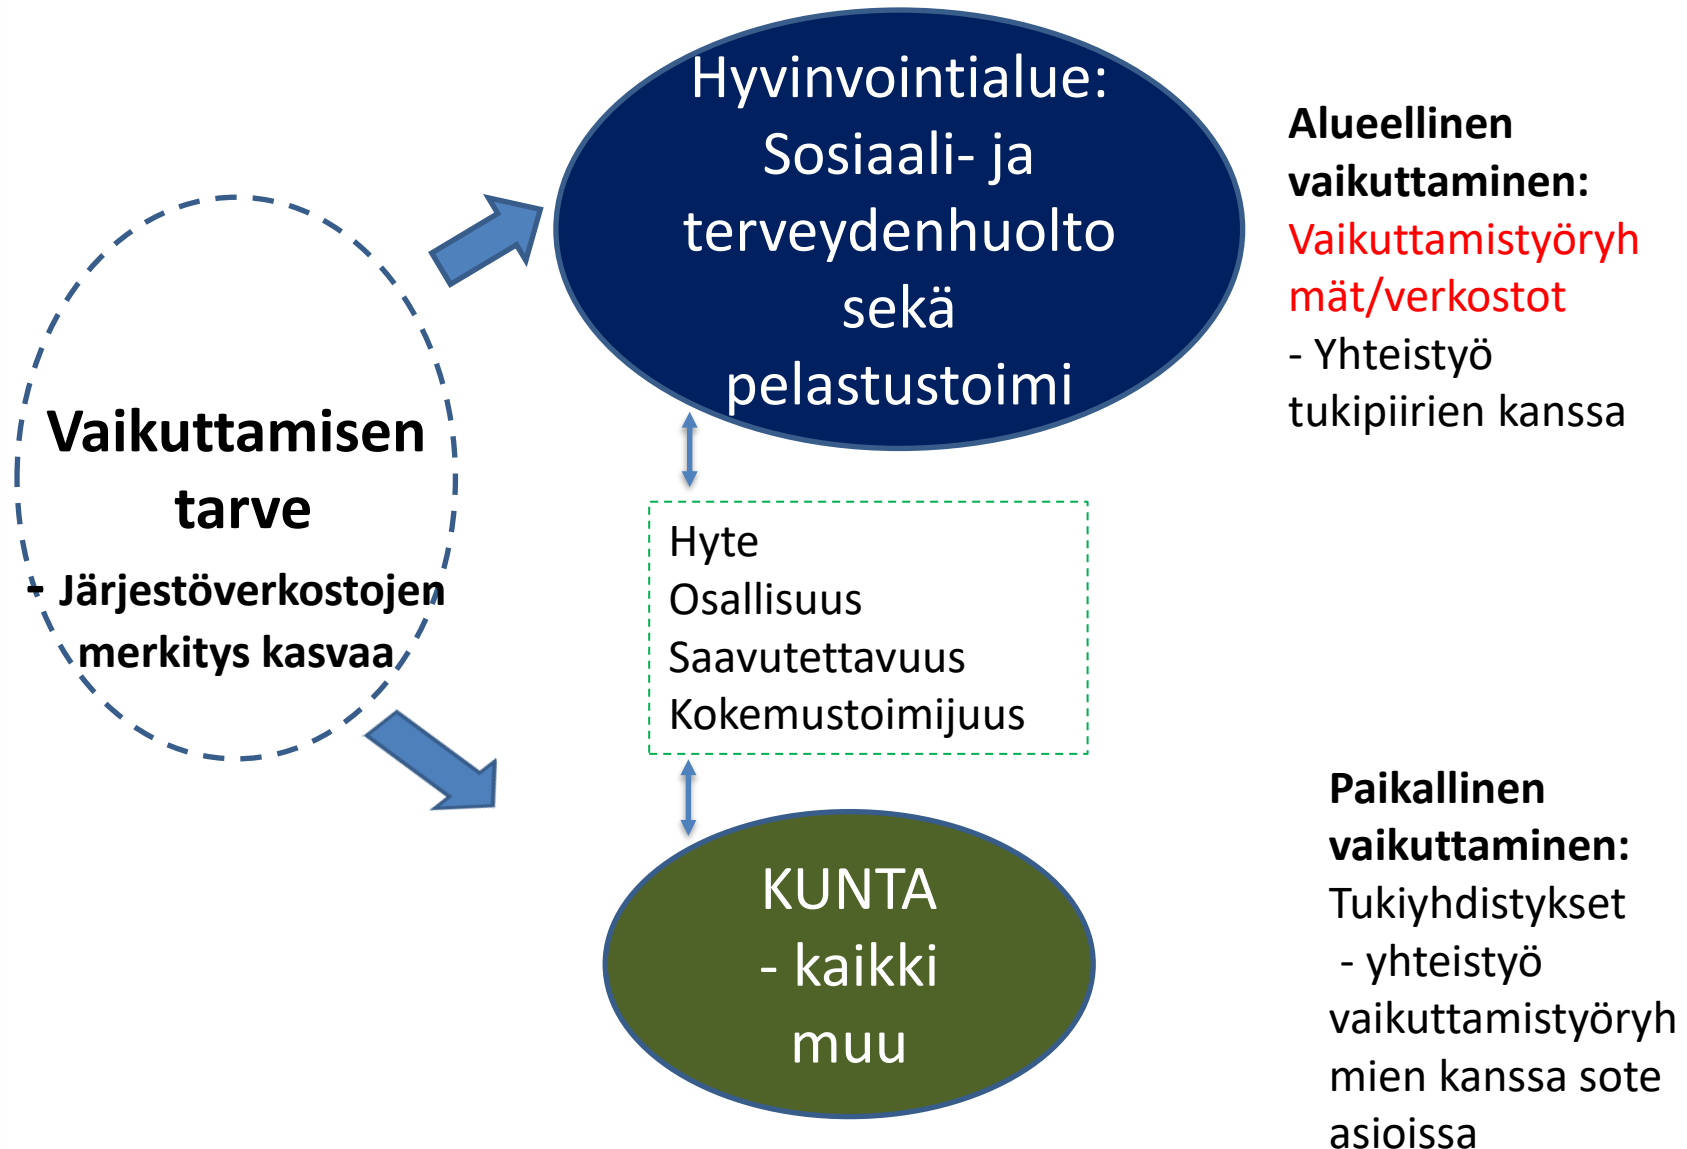 Hyvinvointialue:
Sosiaali- ja
terveydenhuolto
sekä
pelastustoimi
Alueellinen
vaikuttaminen:
Vaikuttamistyöryh
mät/verkostot
- Yhteistyö
tukipiirien kanssa
Vaikuttamisen
tarve
- Järjestöverkostojen
merkitys kasvaa
Hyte
Osallisuus
Saavutettavuus
Kokemustoimijuus
KUNTA
- kaikki
muu
Paikallinen
vaikuttaminen:
Tukiyhdistykset
- yhteistyö
vaikuttamistyöryh
mien kanssa sote
asioissa